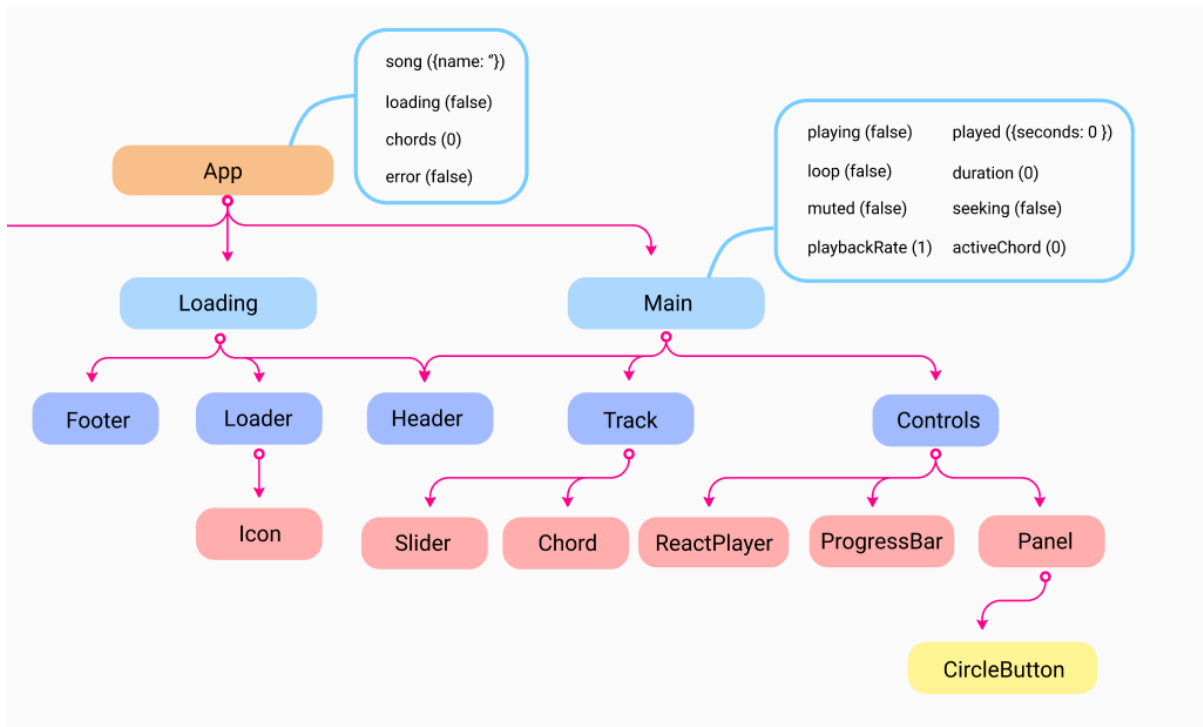 song ({name: ‘’})
loading (false)
chords (0)
error (false)
App
playing (false) played ({seconds: 0 })
loop (false) duration (0)
muted (false) seeking (false)
playbackRate (1) activeChord (0)
Loading Main
Footer Loader Header Track Controls
Icon Slider Chord ReactPlayer ProgressBar Panel
CircleButton